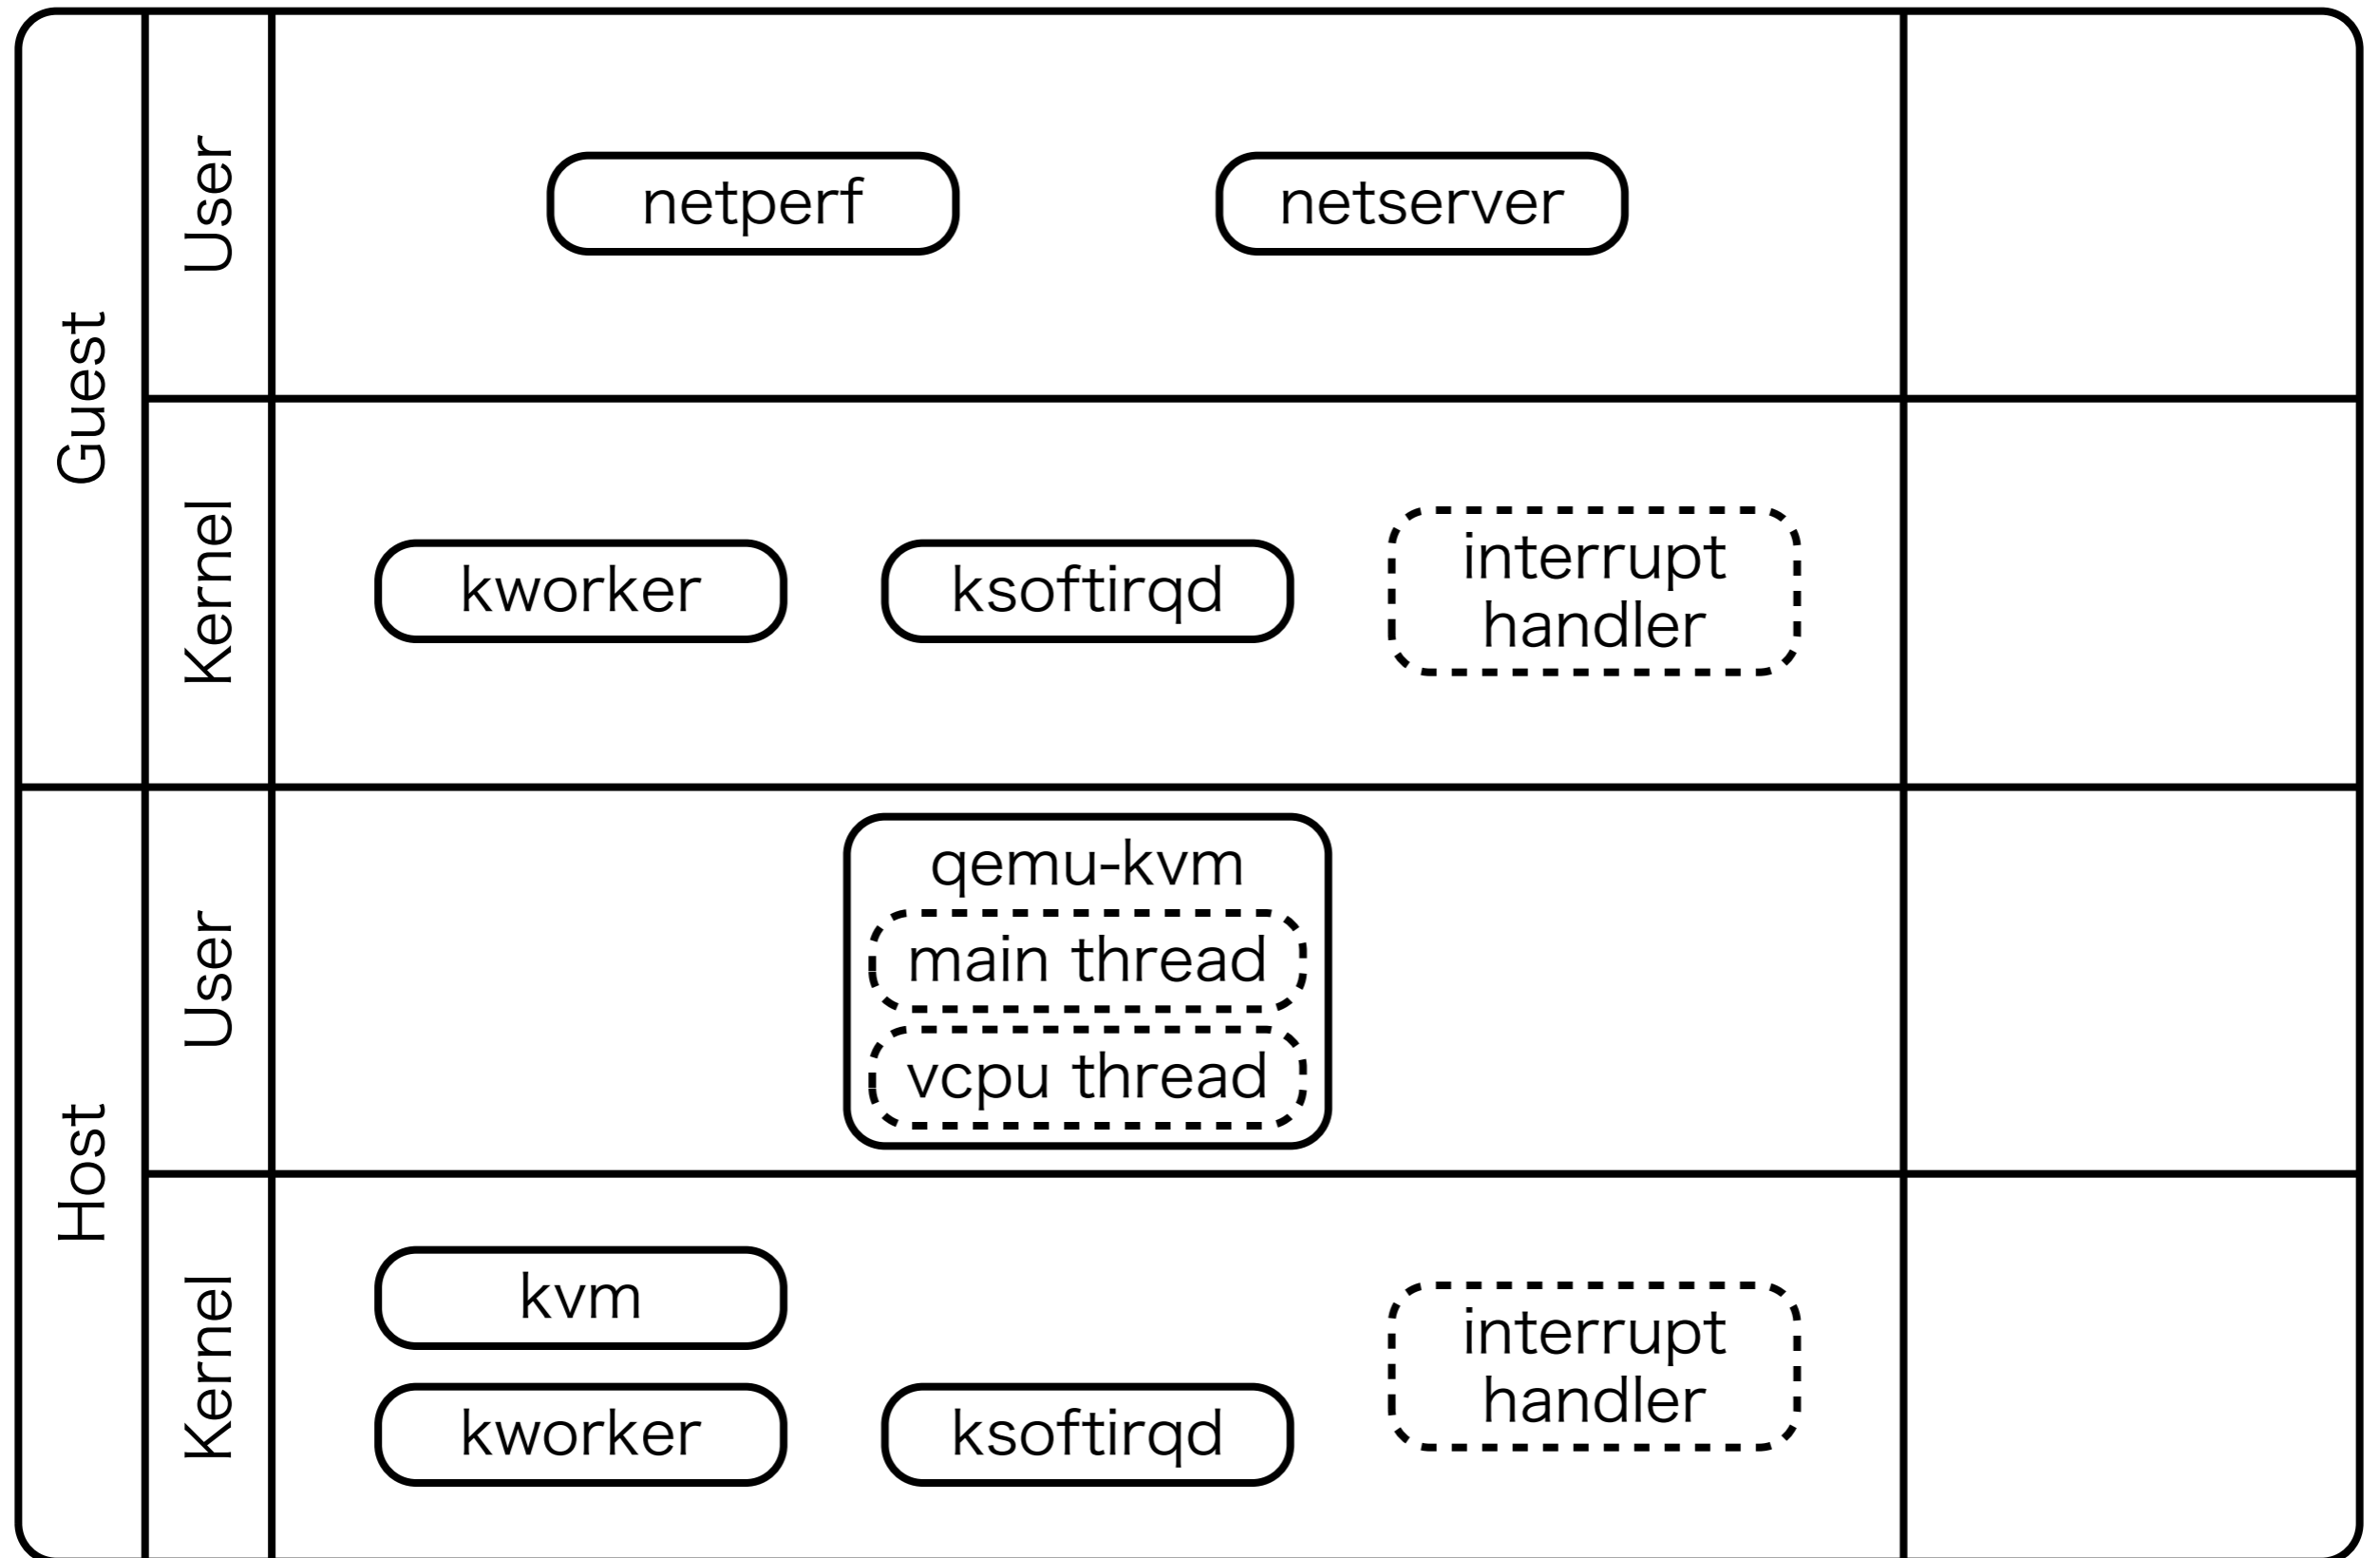 Guest
User
netperf
netserver
Kernel
kworker
ksoftirqd
interrupt
handler
Host
User
qemu-kvm
main thread
vcpu thread
Kernel
kvm
kworker
ksoftirqd
interrupt
handler